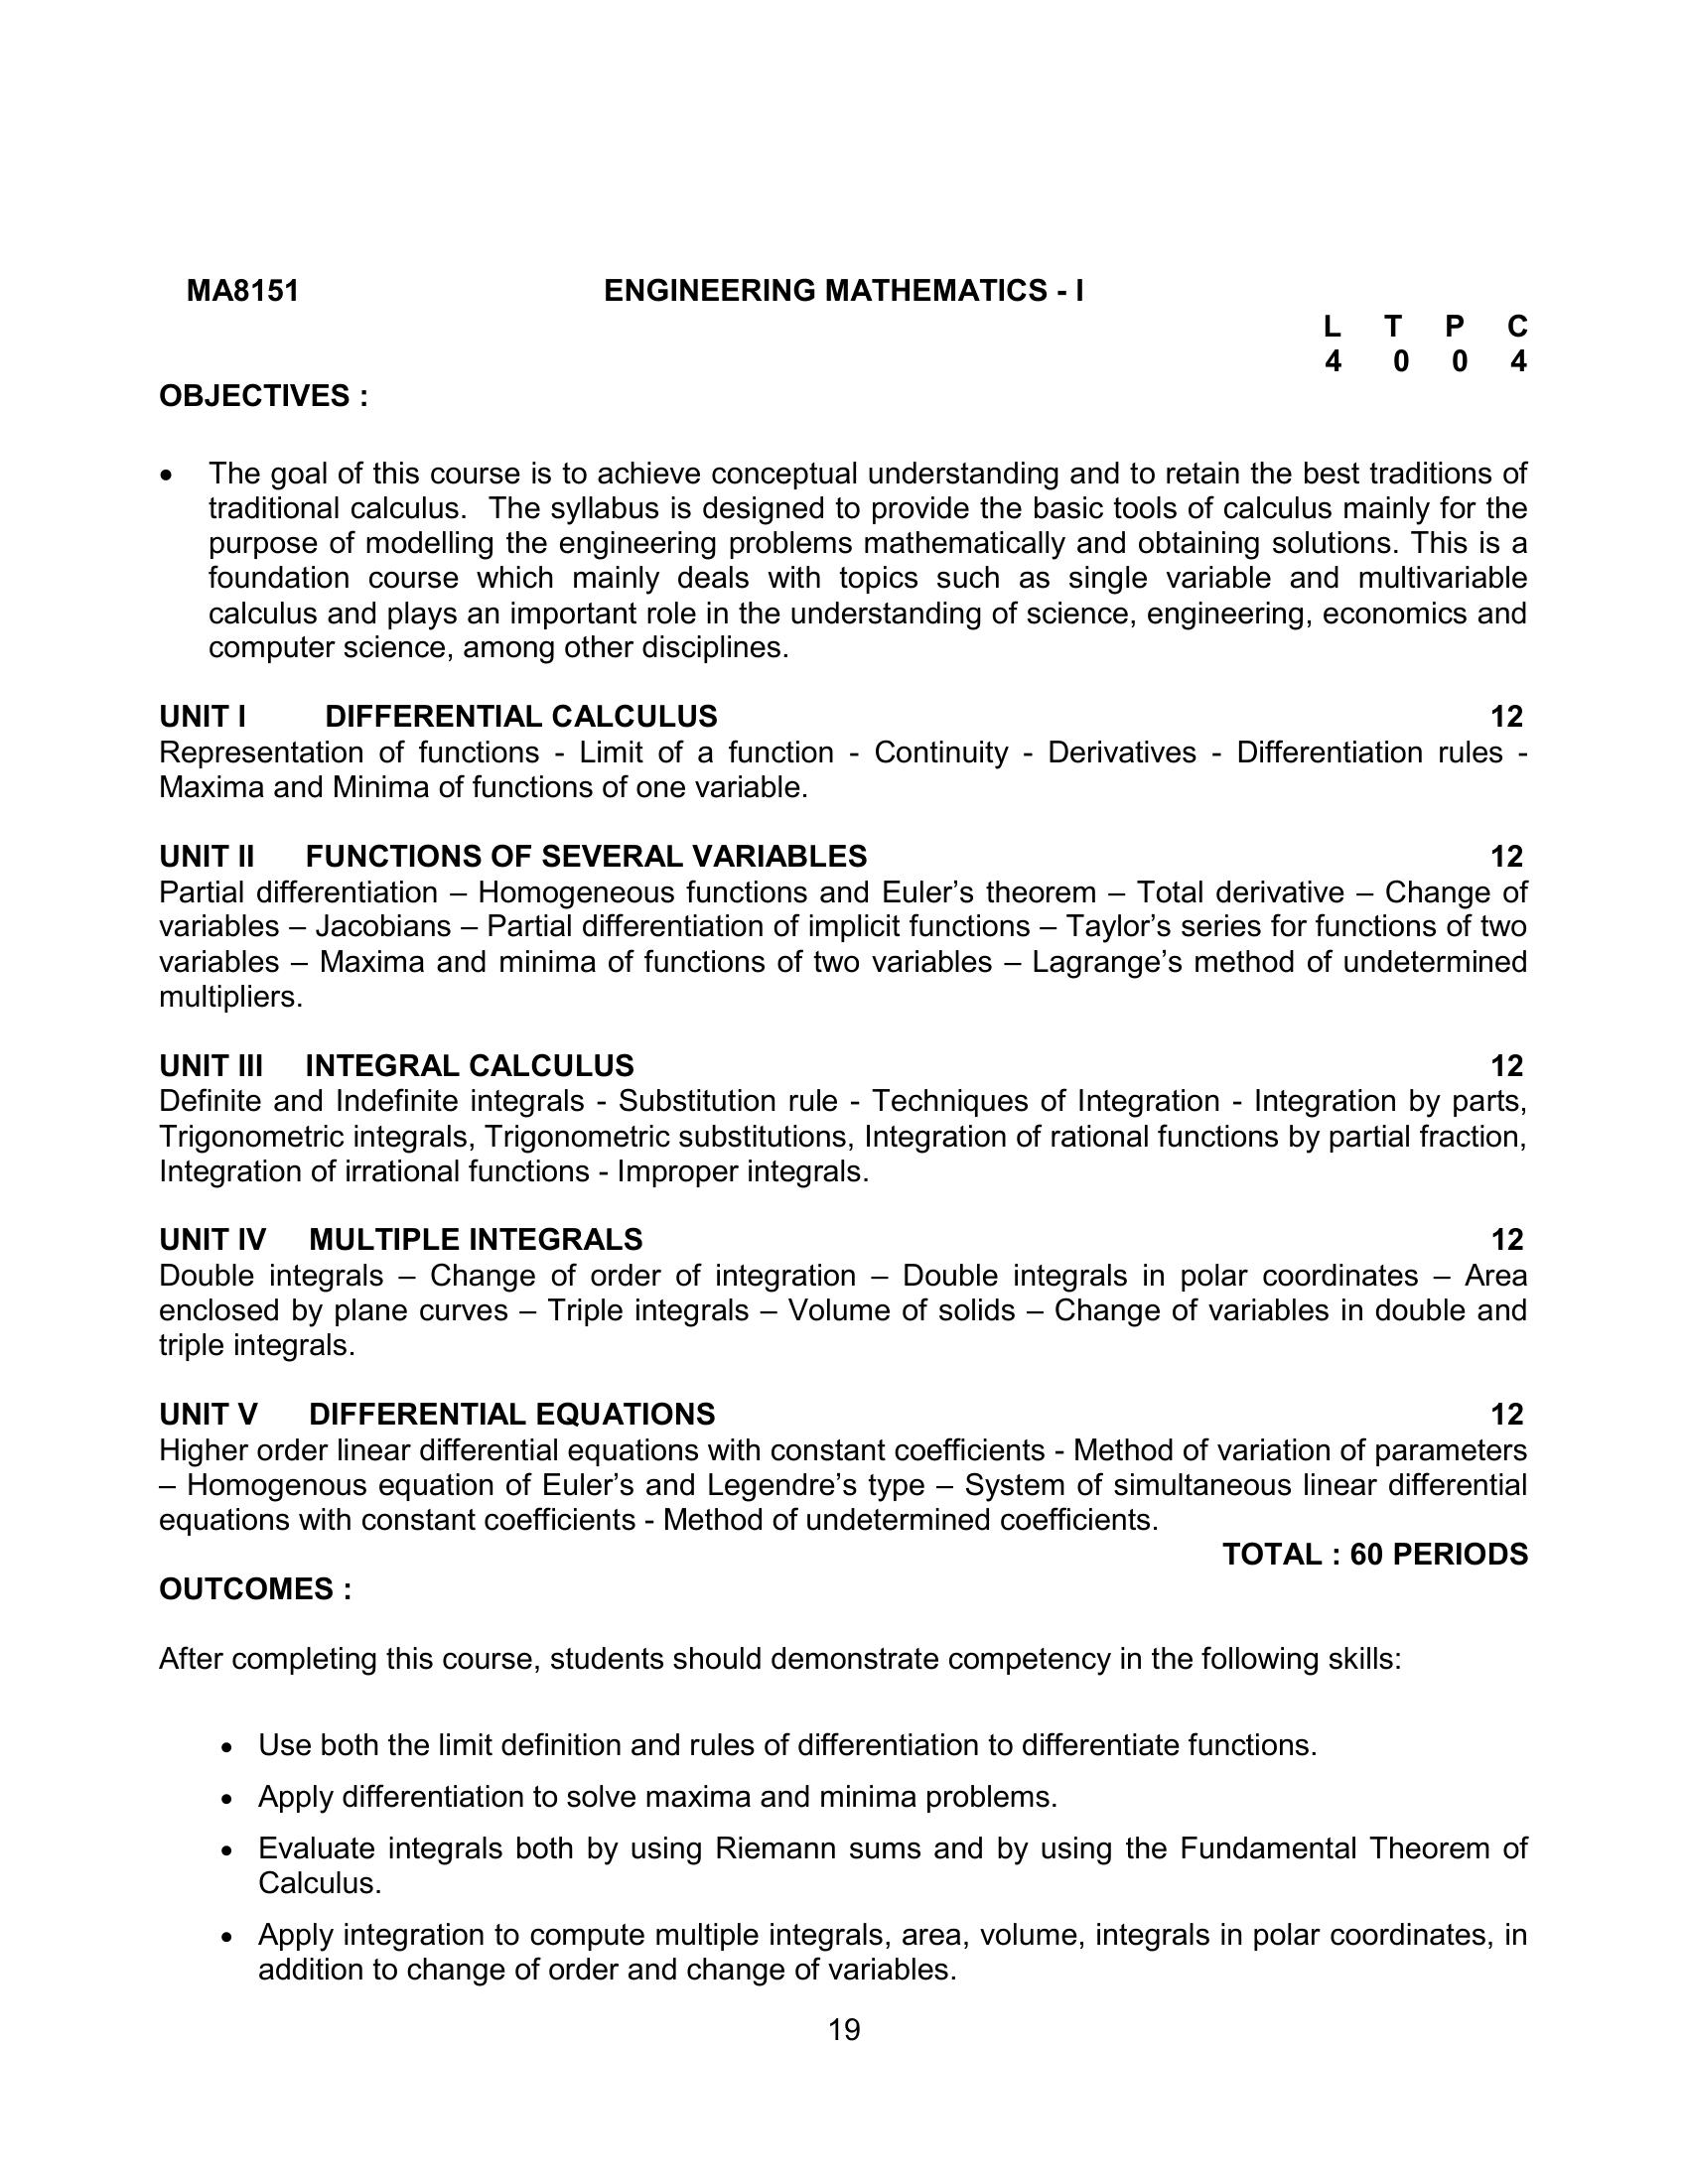 MA8151 ENGINEERING MATHEMATICS - I
L T P C
4 0 0 4
OBJECTIVES :
• The goal of this course is to achieve conceptual understanding and to retain the best traditions of
traditional calculus. The syllabus is designed to provide the basic tools of calculus mainly for the
purpose of modelling the engineering problems mathematically and obtaining solutions. This is a
foundation course which mainly deals with topics such as single variable and multivariable
calculus and plays an important role in the understanding of science, engineering, economics and
computer science, among other disciplines.
UNIT I DIFFERENTIAL CALCULUS 12
Representation of functions - Limit of a function - Continuity - Derivatives - Differentiation rules -
Maxima and Minima of functions of one variable.
UNIT II FUNCTIONS OF SEVERAL VARIABLES 12
Partial differentiation – Homogeneous functions and Euler’s theorem – Total derivative – Change of
variables – Jacobians – Partial differentiation of implicit functions – Taylor’s series for functions of two
variables – Maxima and minima of functions of two variables – Lagrange’s method of undetermined
multipliers.
UNIT III INTEGRAL CALCULUS 12
Definite and Indefinite integrals - Substitution rule - Techniques of Integration - Integration by parts,
Trigonometric integrals, Trigonometric substitutions, Integration of rational functions by partial fraction,
Integration of irrational functions - Improper integrals.
UNIT IV MULTIPLE INTEGRALS 12
Double integrals – Change of order of integration – Double integrals in polar coordinates – Area
enclosed by plane curves – Triple integrals – Volume of solids – Change of variables in double and
triple integrals.
UNIT V DIFFERENTIAL EQUATIONS 12
Higher order linear differential equations with constant coefficients - Method of variation of parameters
– Homogenous equation of Euler’s and Legendre’s type – System of simultaneous linear differential
equations with constant coefficients - Method of undetermined coefficients.
TOTAL : 60 PERIODS
OUTCOMES :
After completing this course, students should demonstrate competency in the following skills:
• Use both the limit definition and rules of differentiation to differentiate functions.
• Apply differentiation to solve maxima and minima problems.
• Evaluate integrals both by using Riemann sums and by using the Fundamental Theorem of
Calculus.
• Apply integration to compute multiple integrals, area, volume, integrals in polar coordinates, in
addition to change of order and change of variables.
19